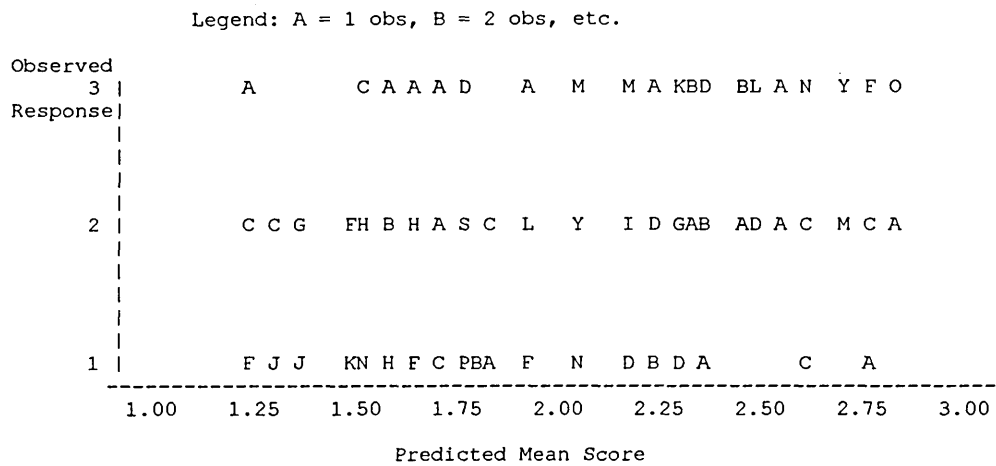 Legend: A = 1 obs, B = 2 obs, etc.
Observed
3 | A C A A A D A M M A KBD BL A N Y F O
Response|
|
|
|
2 | C C G FH B H A S C L Y I D GAB AD A C M C A
|
|
|
1 | F J J KN H F C PBA F N D B D A C A
1.00 1.25 1.50 1.75 2.00 2.25 2.50 2.75 3.00
Predicted Mean Score